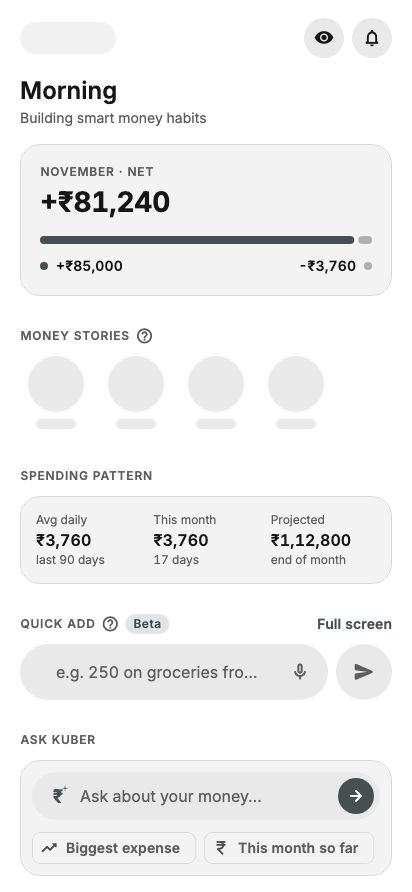 Morning
Building smart money habits
NOVEMBER · NET
+₹81,240
+₹85,000 -₹3,760
MONEY STORIES
SPENDING PATTERN
Avg daily This month Projected
₹3,760 ₹3,760 ₹1,12,800
last 90 days 17 days end of month
QUICK ADD Beta Full screen
e.g. 250 on groceries fro...
ASK KUBER
₹ Ask about your money...
Biggest expense ₹ This month so far